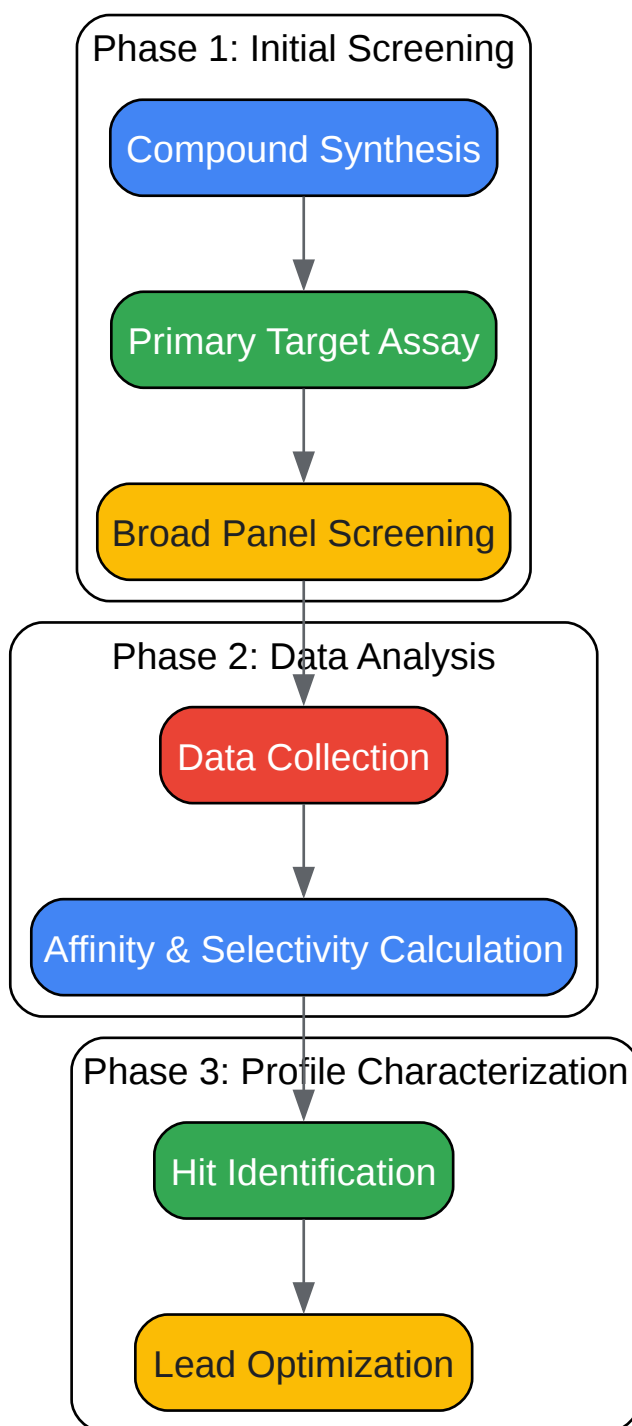 Phase 1: Initial Screening
Compound Synthesis
Primary Target Assay
Broad Panel Screening
Phase 2: Data Analysis
Data Collection
Affinity & Selectivity Calculation
Phase 3: Profile Characterization
Hit Identification
Lead Optimization